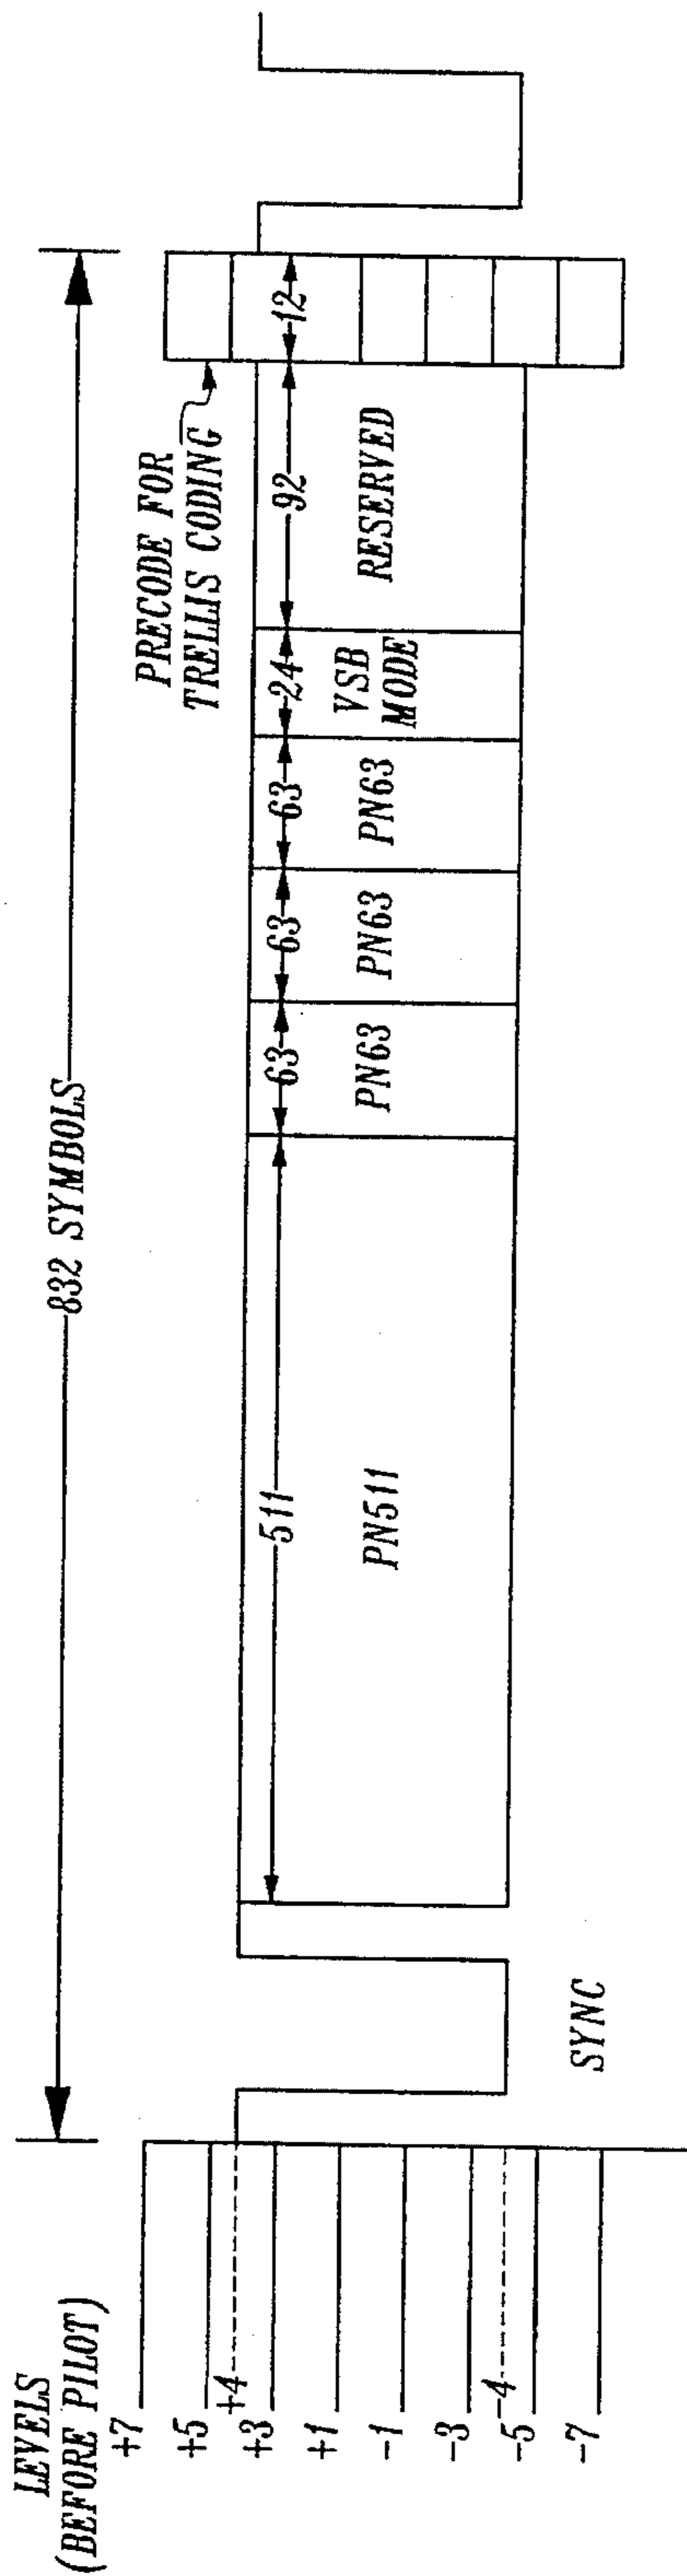 832 SYMBOLS
LEVELS
(BEFORE PILOT)
+7
+5
+4
+3
+1
-1
-3
-4
-5
-7
SYNC
511
PN511
63
PN63
63
PN63
63
PN63
24
VSB
MODE
92
RESERVED
12
PRECODE FOR
TRELLIS CODING